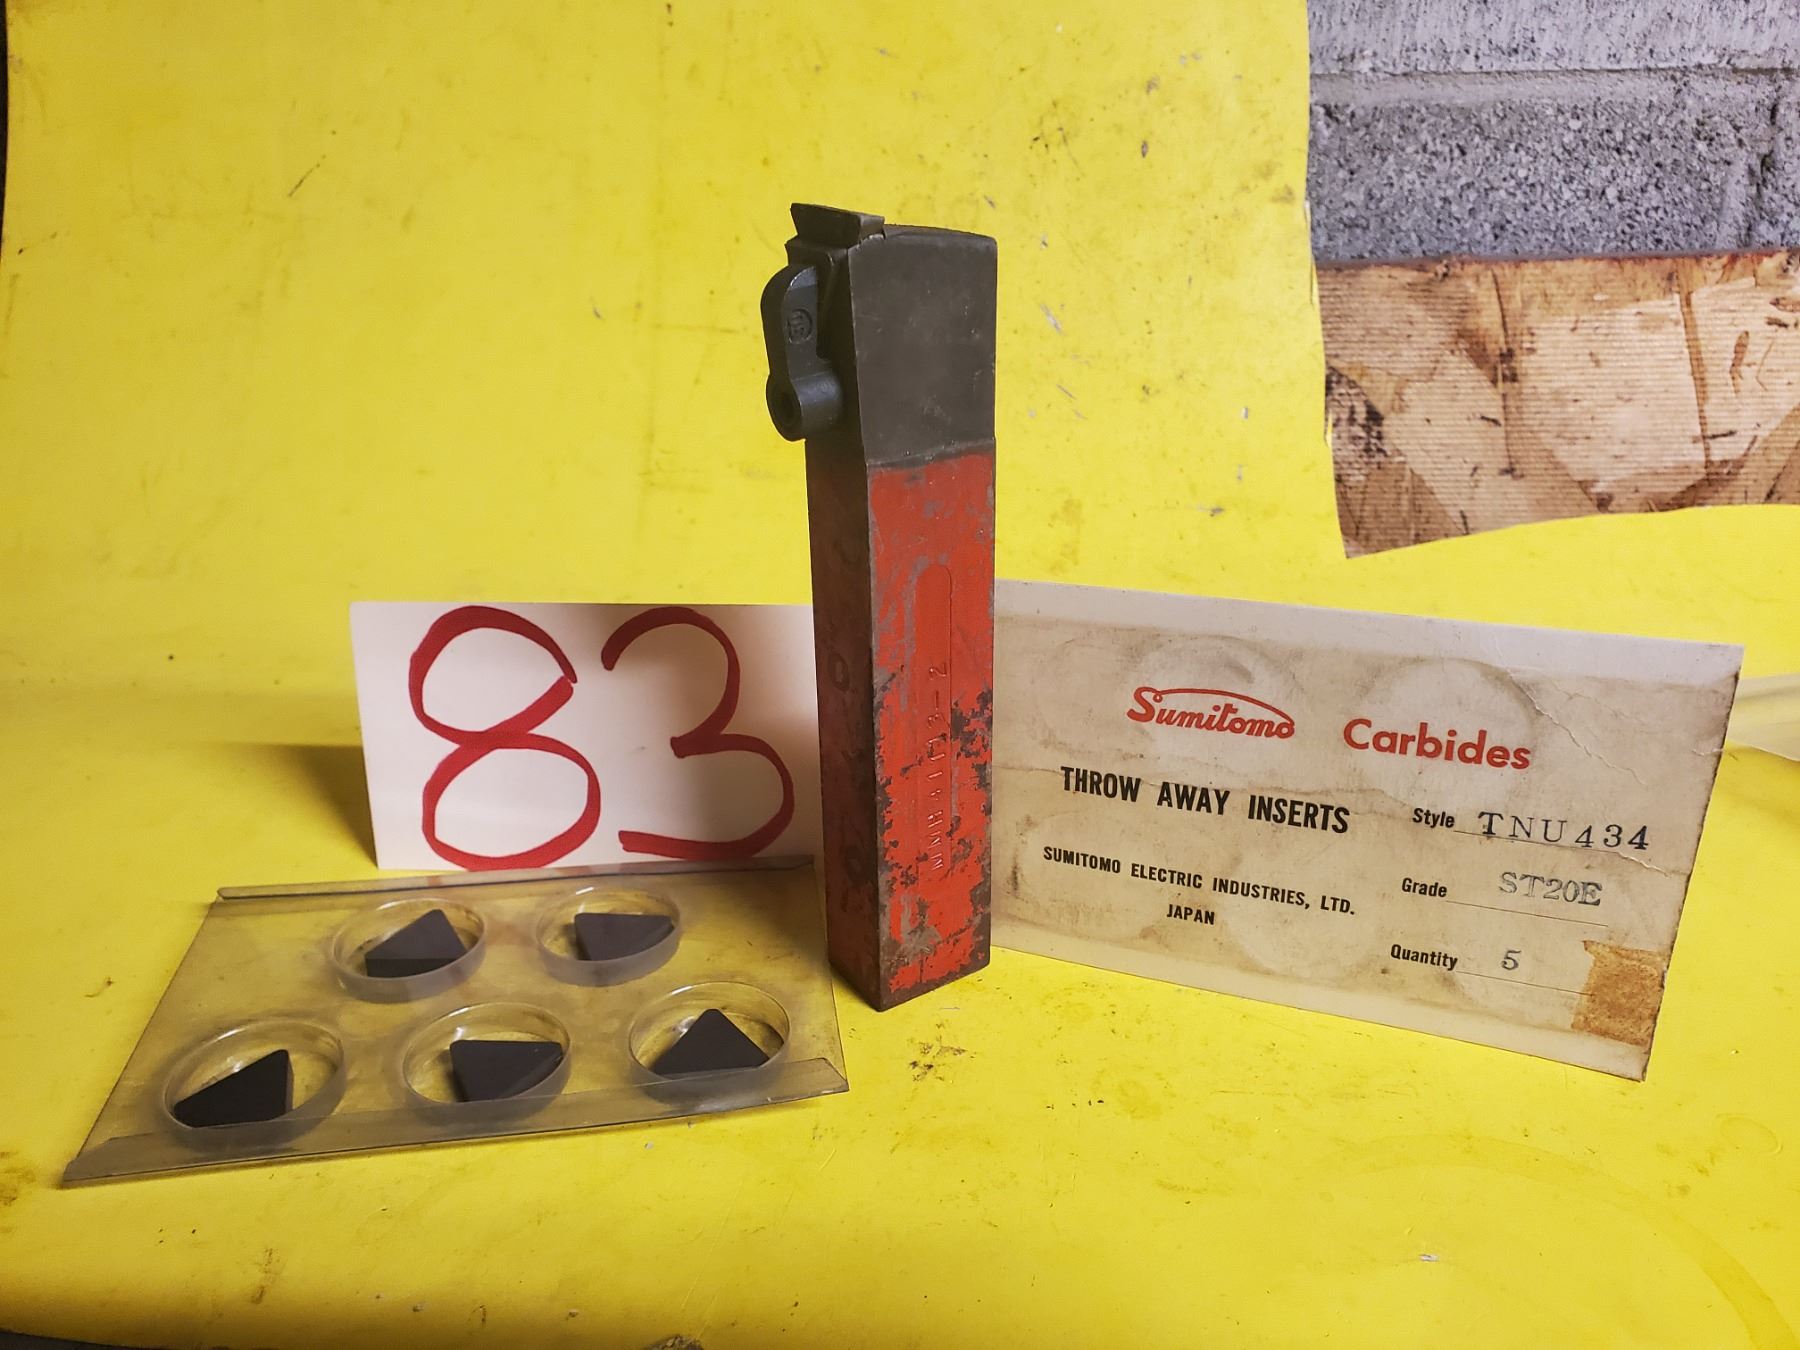 83
Sumitomo Carbides
THROW AWAY INSERTS
Style TNU434
SUMITOMO ELECTRIC INDUSTRIES, LTD.
JAPAN
Grade ST20E
Quantity 5